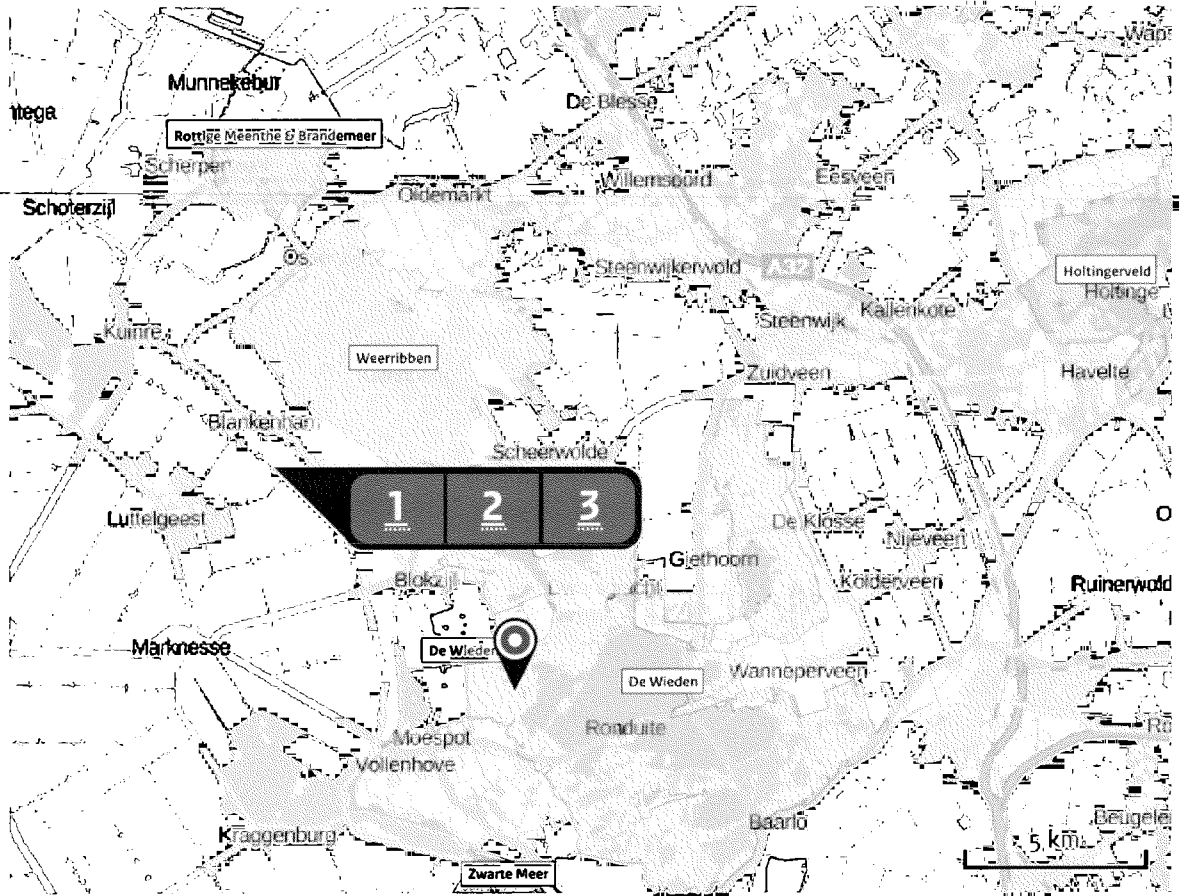 Munnekebur
De Blesse
Rottige Meenthe & Brandemeer
Scherpen
Willemsoord
Eesveen
Oldemarkt
Schoterzijl
Steenwijkerwold
A32
Holtingerveld
Holtinge
Kallenkote
Steenwijk
Kuinre
Weerribben
Zuidveen
Havelte
Blankenham
Scheerwolde
1 2 3
Luttelgeest
De Klosse
Nijeveen
Giethoorn
Blokzijl
Kolderveen
Ruinerwold
Marknesse
De Wieden
De Wieden
Wanneperveen
Ronduite
Moespot
Vollenhove
Baarlo
Kraggenburg
5 km
Zwarte Meer